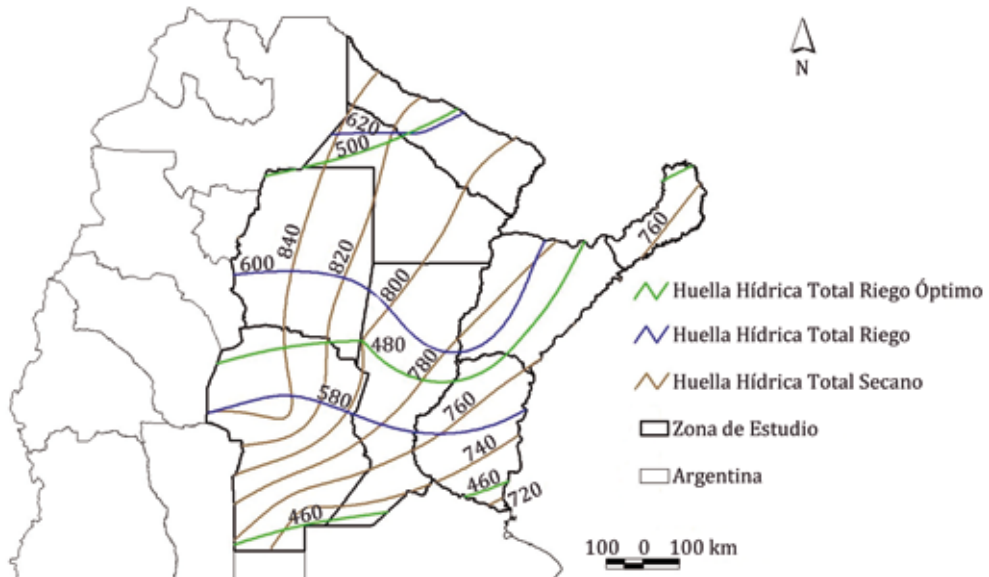 N
620
500
760
840
820
600
800
Huella Hídrica Total Riego Óptimo
480
Huella Hídrica Total Riego
780
Huella Hídrica Total Secano
580
760
Zona de Estudio
740
Argentina
460
720
460
100 0 100 km